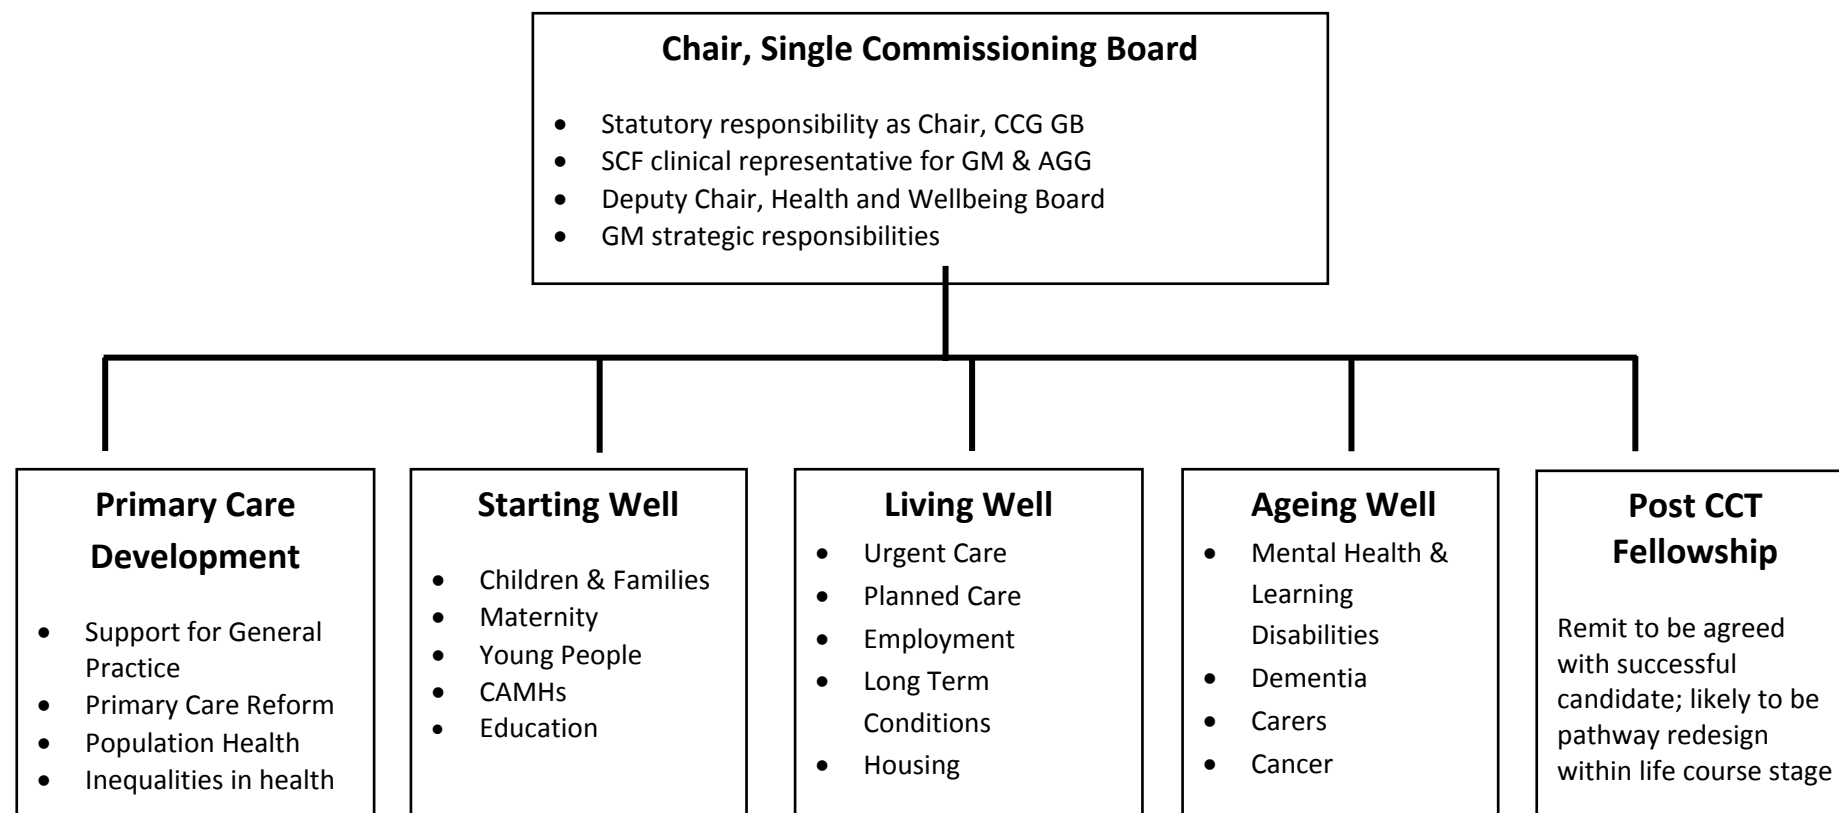 Chair, Single Commissioning Board
• Statutory responsibility as Chair, CCG GB
• SCF clinical representative for GM & AGG
• Deputy Chair, Health and Wellbeing Board
• GM strategic responsibilities
Primary Care
Development
• Support for General
Practice
• Primary Care Reform
• Population Health
• Inequalities in health
Starting Well
• Children & Families
• Maternity
• Young People
• CAMHs
• Education
Living Well
• Urgent Care
• Planned Care
• Employment
• Long Term
Conditions
• Housing
Ageing Well
• Mental Health &
Learning
Disabilities
• Dementia
• Carers
• Cancer
Post CCT
Fellowship
Remit to be agreed
with successful
candidate; likely to be
pathway redesign
within life course stage